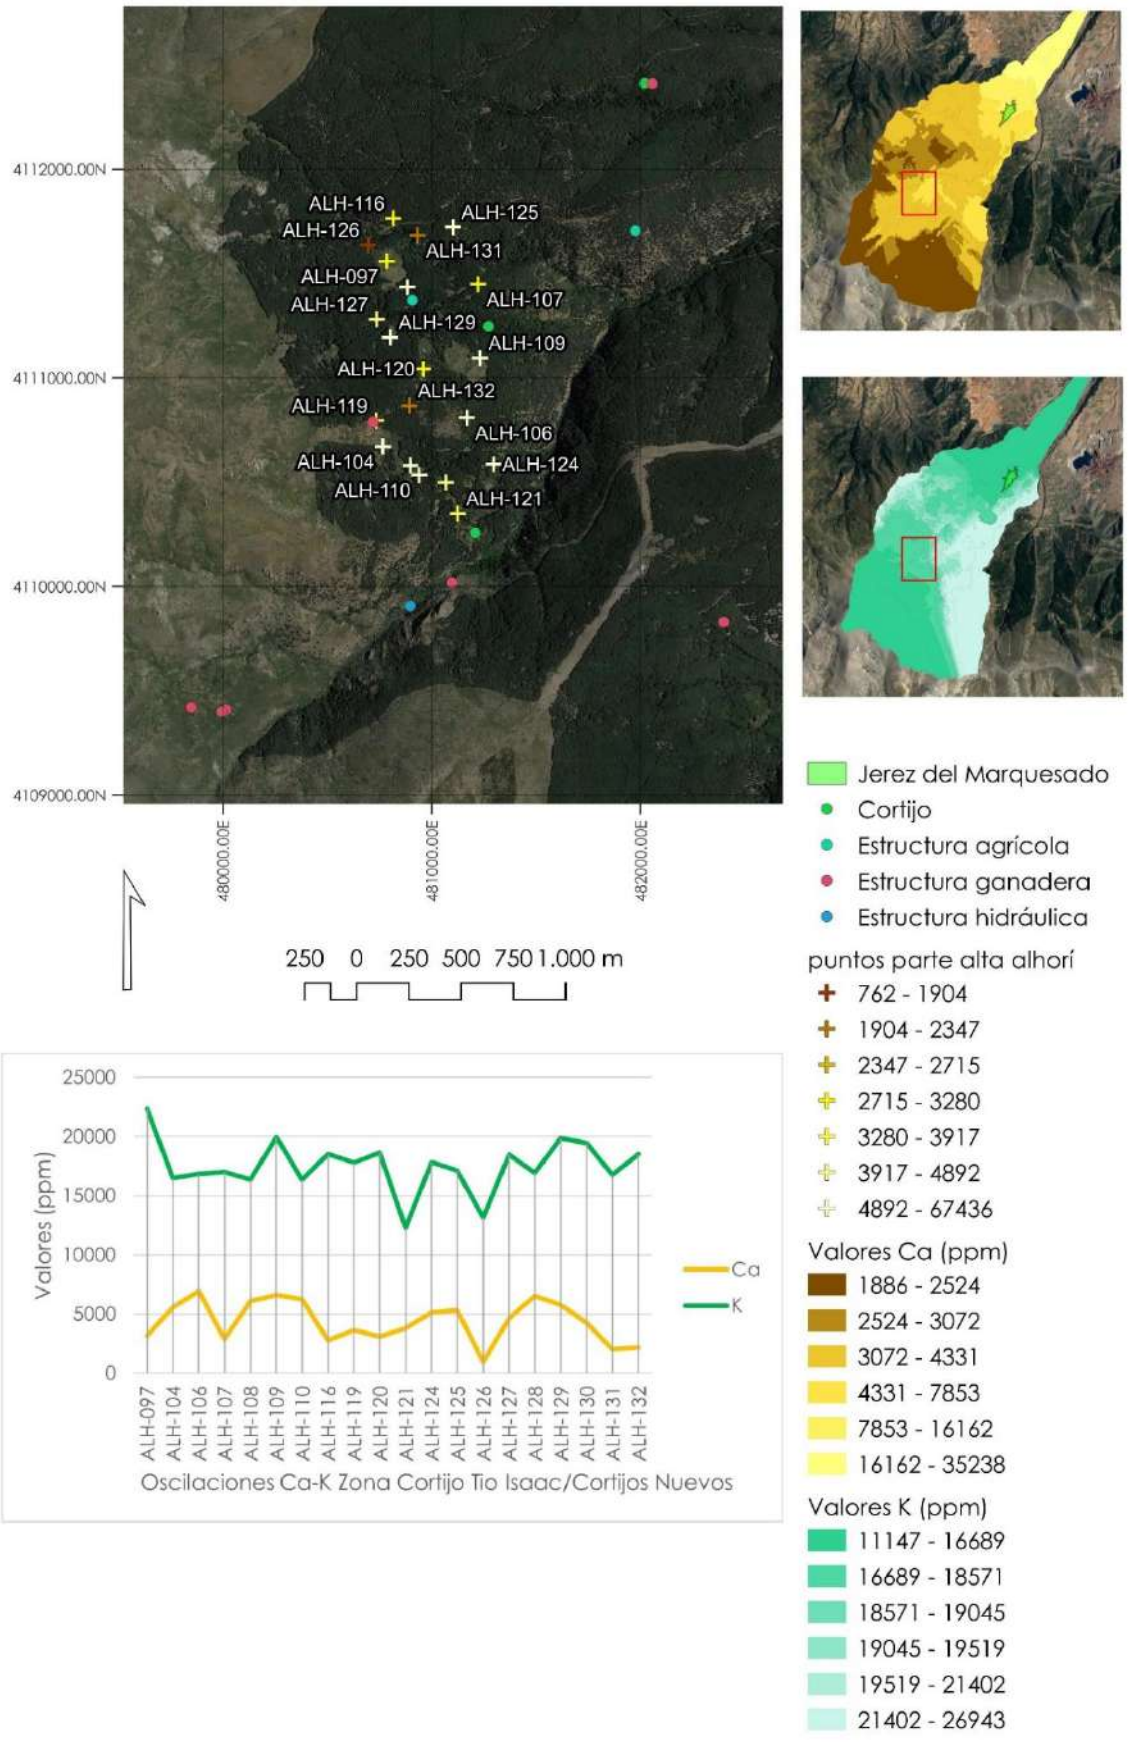 4112000.00N
4111000.00N
4110000.00N
4109000.00N
480000.00E
481000.00E
482000.00E
ALH-116
ALH-125
ALH-126
ALH-131
ALH-097
ALH-107
ALH-127
ALH-129
ALH-109
ALH-120
ALH-132
ALH-119
ALH-106
ALH-104
ALH-124
ALH-110
ALH-121
250 0 250 500 750 1.000 m
Jerez del Marquesado
Cortijo
Estructura agrícola
Estructura ganadera
Estructura hidráulica
puntos parte alta alhorí
762 - 1904
1904 - 2347
2347 - 2715
2715 - 3280
3280 - 3917
3917 - 4892
4892 - 67436
Valores Ca (ppm)
1886 - 2524
2524 - 3072
3072 - 4331
4331 - 7853
7853 - 16162
16162 - 35238
Valores K (ppm)
11147 - 16689
16689 - 18571
18571 - 19045
19045 - 19519
19519 - 21402
21402 - 26943
Valores (ppm)
25000
20000
15000
10000
5000
0
ALH-097
ALH-104
ALH-106
ALH-107
ALH-108
ALH-109
ALH-110
ALH-116
ALH-119
ALH-120
ALH-121
ALH-124
ALH-125
ALH-126
ALH-127
ALH-128
ALH-129
ALH-130
ALH-131
ALH-132
Ca
K
Oscilaciones Ca-K Zona Cortijo Tio Isaac/Cortijos Nuevos